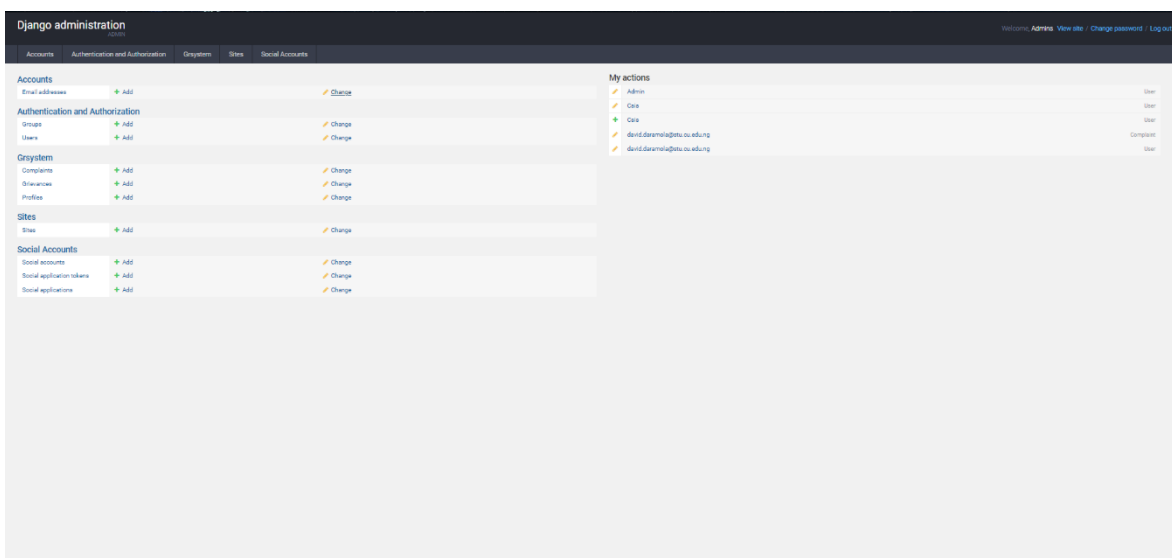 Django administration
ADMIN
Welcome, Admins View site / Change password / Log out
Accounts Authentication and Authorization Grsystem Sites Social Accounts
Accounts
Email addresses + Add Change
Authentication and Authorization
Groups + Add Change
Users + Add Change
Grsystem
Complaints + Add Change
Grievances + Add Change
Profiles + Add Change
Sites
Sites + Add Change
Social Accounts
Social accounts + Add Change
Social application tokens + Add Change
Social applications + Add Change
My actions
Admin User
User
+ User
david.daramola@stu.cu.edu.ng Complaint
david.daramola@stu.cu.edu.ng User